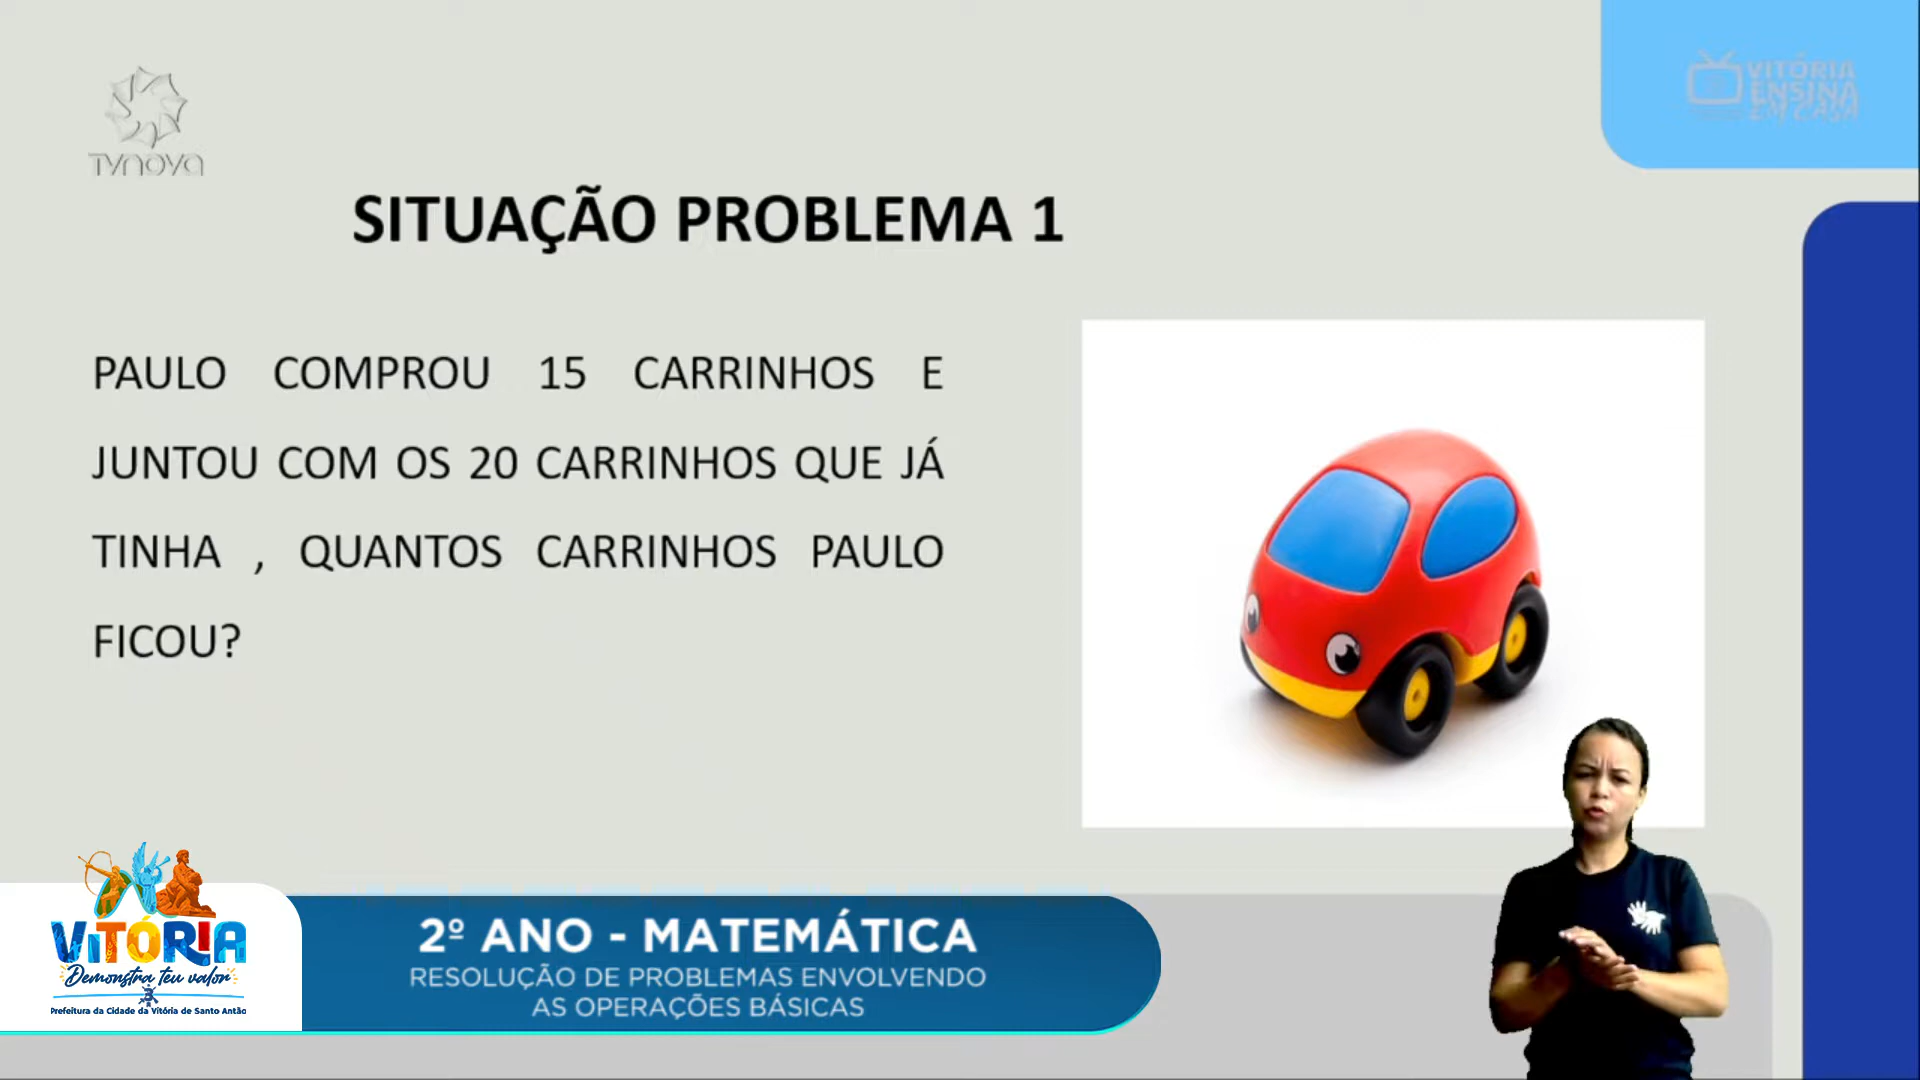 TVNOVA
VITÓRIA
ENSINA
EM CASA
SITUAÇÃO PROBLEMA 1
PAULO COMPROU 15 CARRINHOS E
JUNTOU COM OS 20 CARRINHOS QUE JÁ
TINHA , QUANTOS CARRINHOS PAULO
FICOU?
VITÓRIA
Demonstra teu valor
Prefeitura da Cidade da Vitória de Santo Antão
2º ANO - MATEMÁTICA
RESOLUÇÃO DE PROBLEMAS ENVOLVENDO
AS OPERAÇÕES BÁSICAS